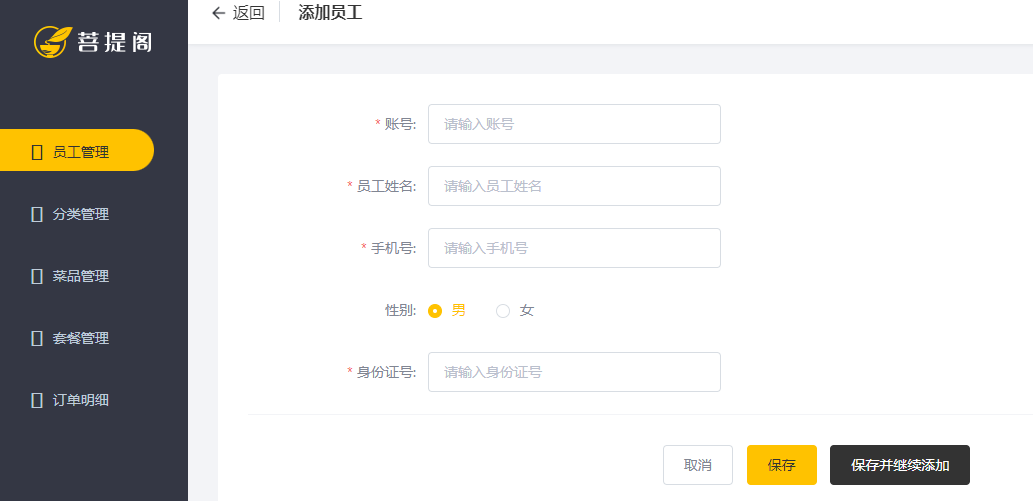 菩提阁
员工管理
分类管理
菜品管理
套餐管理
订单明细
返回 添加员工
* 账号: 请输入账号
* 员工姓名: 请输入员工姓名
* 手机号: 请输入手机号
性别: 男 女
* 身份证号: 请输入身份证号
取消 保存 保存并继续添加